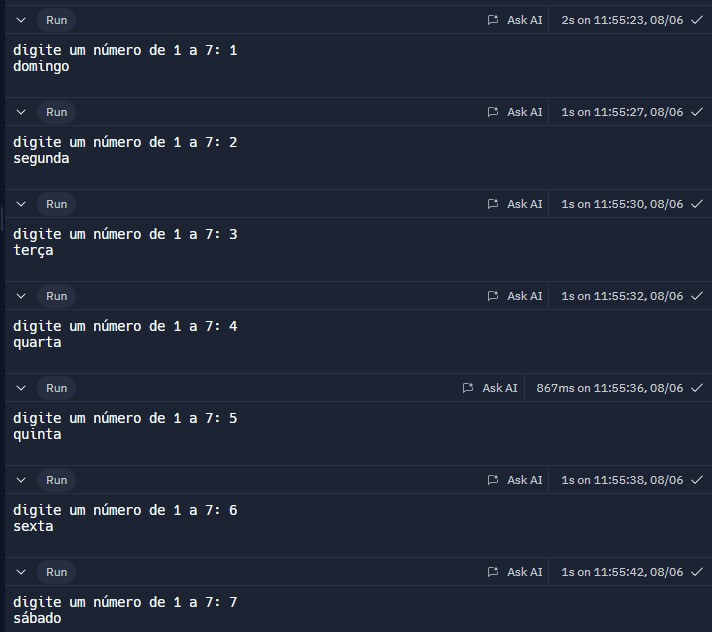 Run Ask AI 2s on 11:55:23, 08/06
digite um número de 1 a 7: 1
domingo
Run Ask AI 1s on 11:55:27, 08/06
digite um número de 1 a 7: 2
segunda
Run Ask AI 1s on 11:55:30, 08/06
digite um número de 1 a 7: 3
terça
Run Ask AI 1s on 11:55:32, 08/06
digite um número de 1 a 7: 4
quarta
Run Ask AI 867ms on 11:55:36, 08/06
digite um número de 1 a 7: 5
quinta
Run Ask AI 1s on 11:55:38, 08/06
digite um número de 1 a 7: 6
sexta
Run Ask AI 1s on 11:55:42, 08/06
digite um número de 1 a 7: 7
sábado